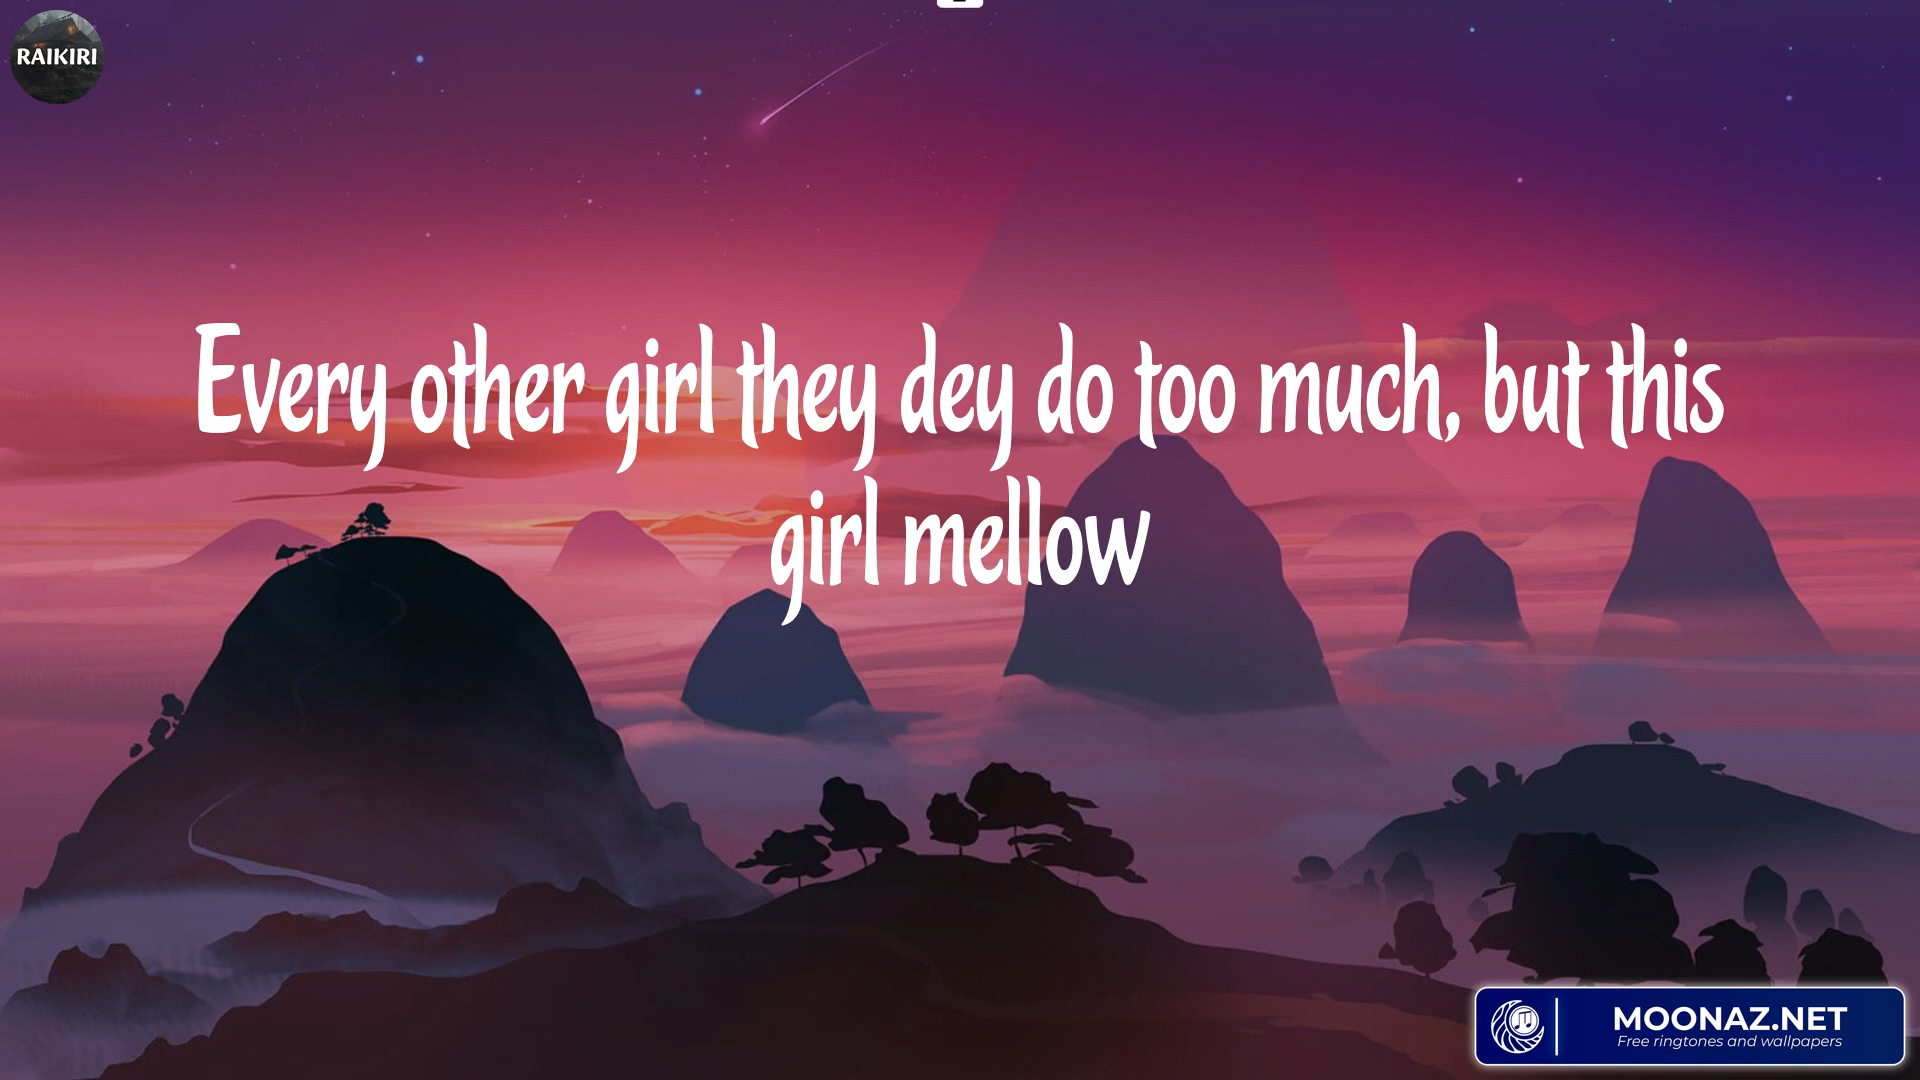 RAIKIRI
Every other girl they dey do too much, but this
girl mellow
MOONAZ.NET
Free ringtones and wallpapers